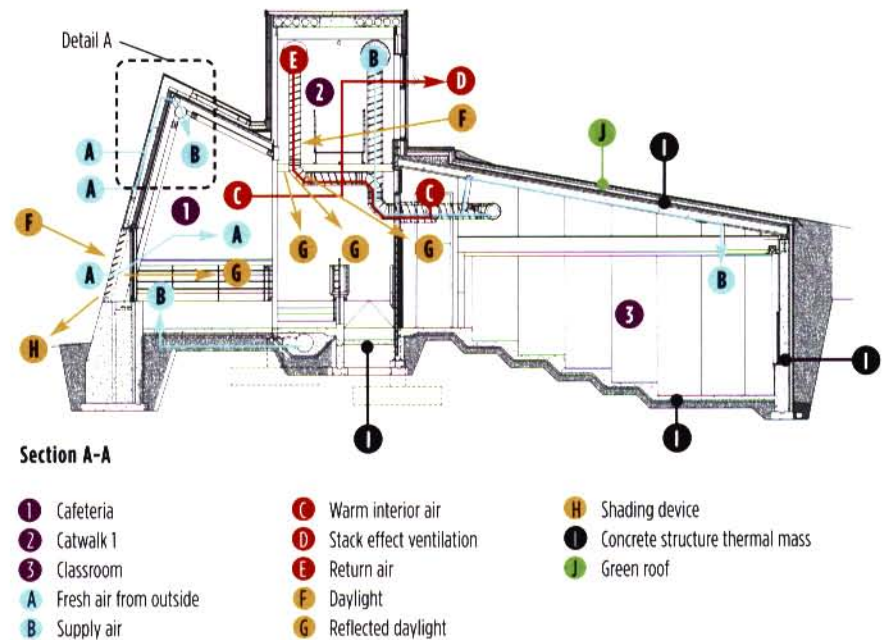 Detail A
E
B
2
D
F
J
I
A
B
A
C
C
1
F
A
G
G
G
A
G
B
B
3
H
I
I
I
Section A-A
1 Cafeteria
2 Catwalk 1
3 Classroom
A Fresh air from outside
B Supply air
C Warm interior air
D Stack effect ventilation
E Return air
F Daylight
G Reflected daylight
H Shading device
I Concrete structure thermal mass
J Green roof